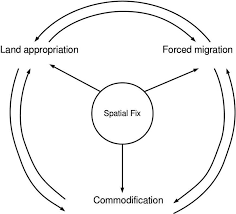 Land appropriation
Forced migration
Spatial Fix
Commodification